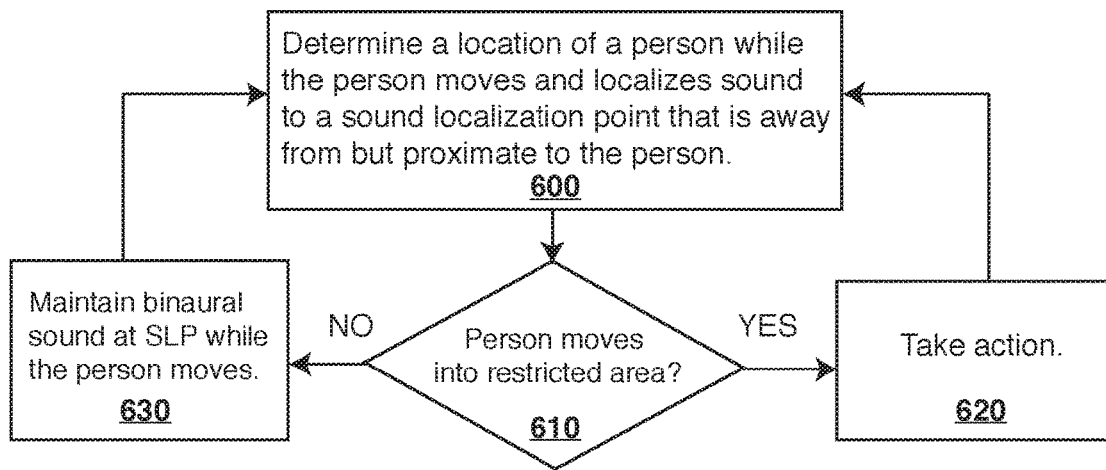 Determine a location of a person while
the person moves and localizes sound
to a sound localization point that is away
from but proximate to the person.
600
Maintain binaural
sound at SLP while
the person moves.
630
NO
Person moves
into restricted area?
610
YES
Take action.
620